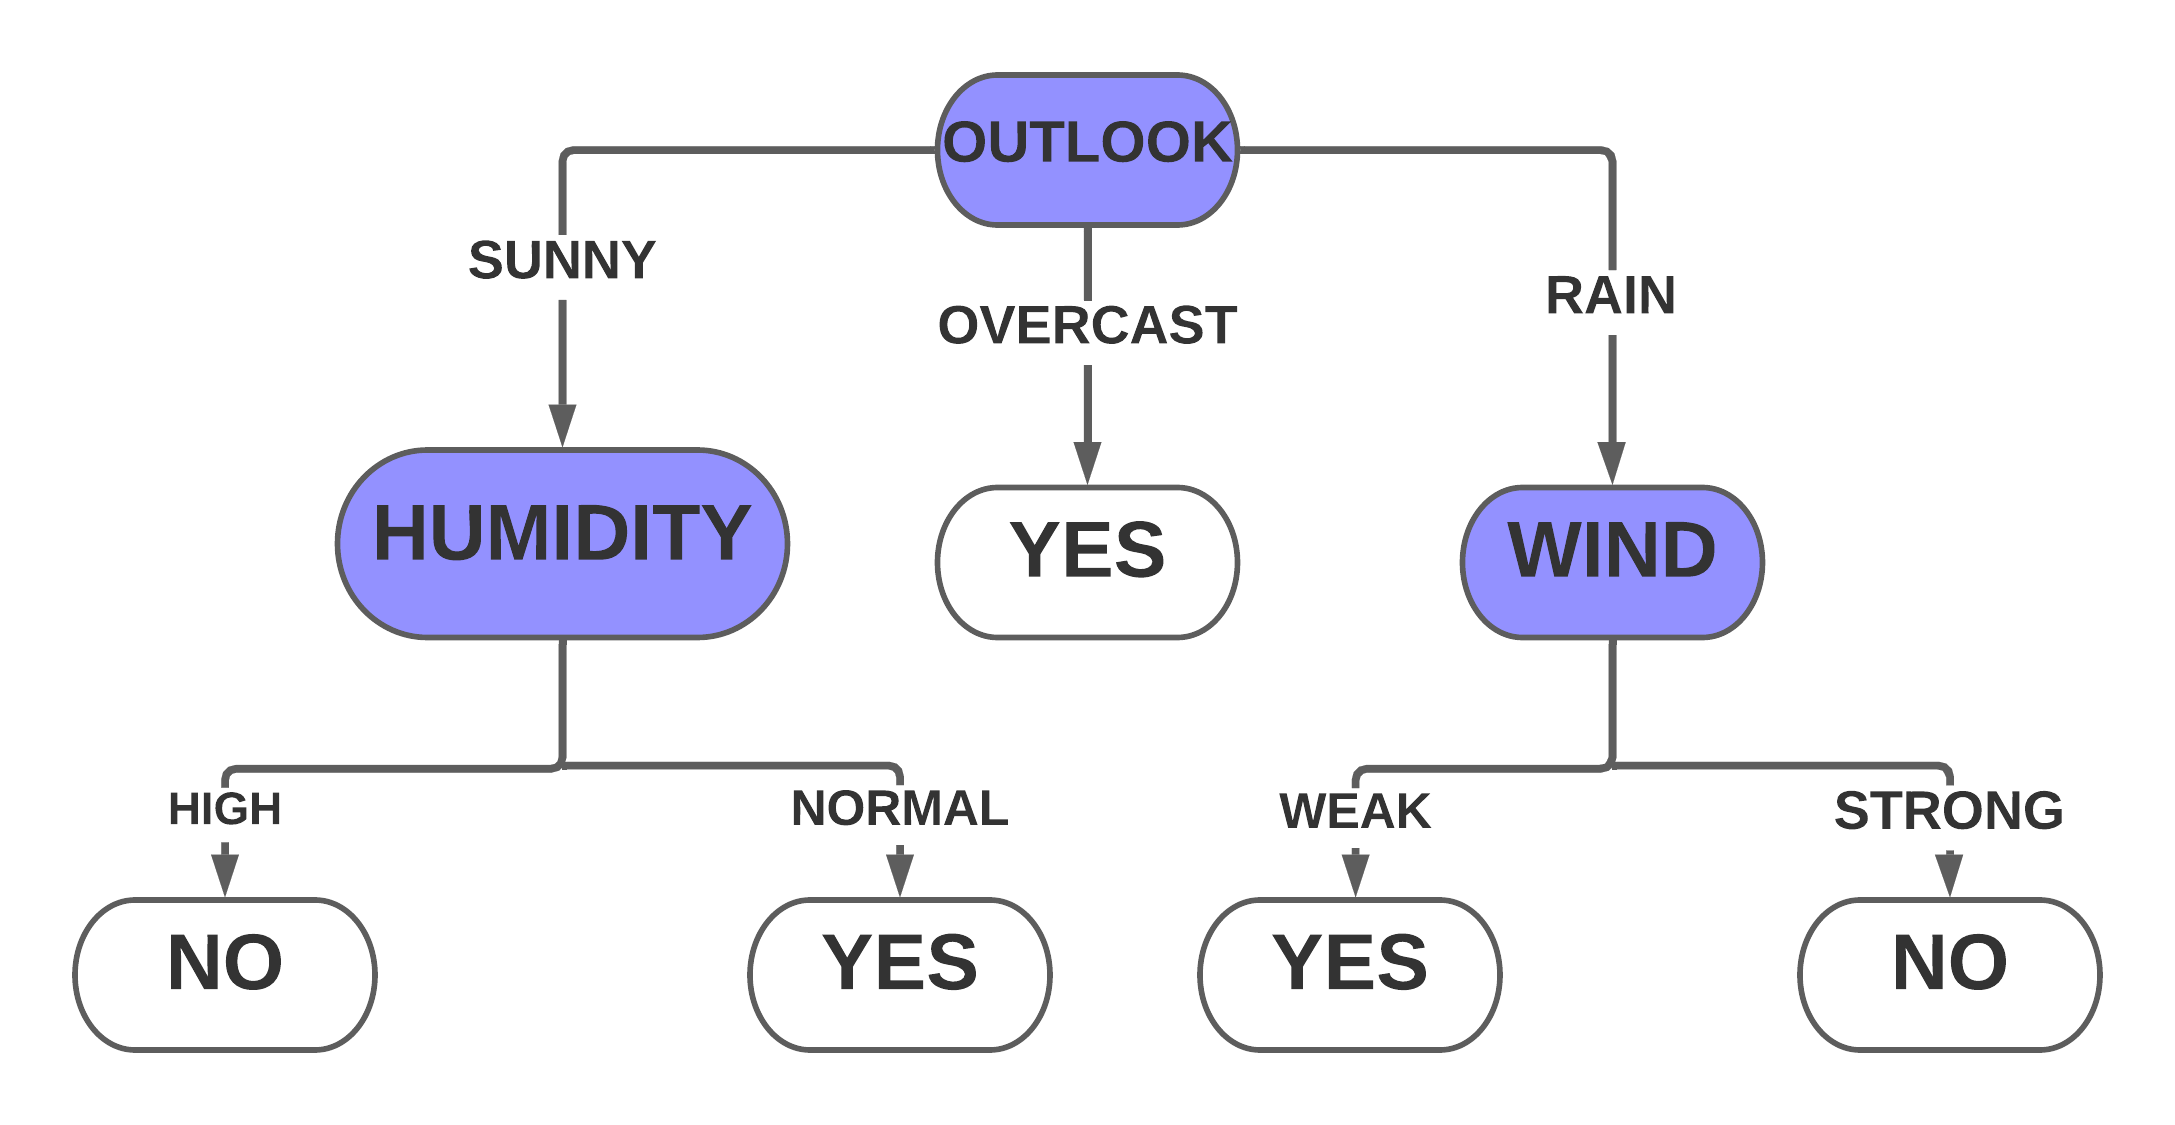 OUTLOOK
SUNNY
OVERCAST
RAIN
HUMIDITY
YES
WIND
HIGH
NORMAL
WEAK
STRONG
NO
YES
YES
NO